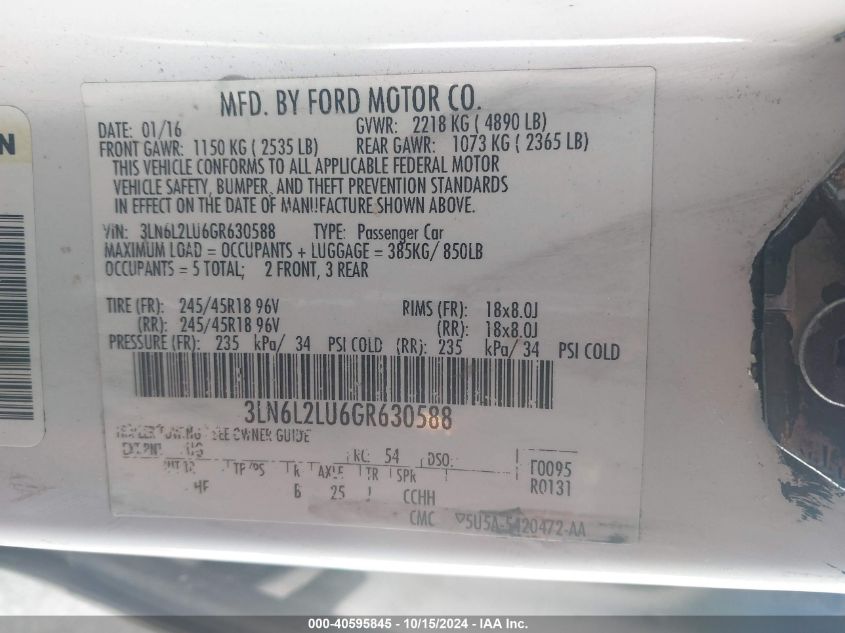 MFD. BY FORD MOTOR CO.
DATE: 01/16 GVWR: 2218 KG ( 4890 LB)
FRONT GAWR: 1150 KG ( 2535 LB) REAR GAWR: 1073 KG ( 2365 LB)
THIS VEHICLE CONFORMS TO ALL APPLICABLE FEDERAL MOTOR
VEHICLE SAFETY, BUMPER, AND THEFT PREVENTION STANDARDS
IN EFFECT ON THE DATE OF MANUFACTURE SHOWN ABOVE.
VIN: 3LN6L2LU6GR630588 TYPE: Passenger Car
MAXIMUM LOAD = OCCUPANTS + LUGGAGE = 385KG/ 850LB
OCCUPANTS = 5 TOTAL; 2 FRONT, 3 REAR
TIRE (FR): 245/45R18 96V RIMS (FR): 18x8.0J
(RR): 245/45R18 96V (RR): 18x8.0J
PRESSURE (FR): 235 kPa/ 34 PSI COLD (RR): 235 kPa/ 34 PSI COLD
3LN6L2LU6GR630588
SEE OWNER GUIDE
RC: 54 DSO:
R AXLE TR SPR F0095
B 25 J R0131
CCHH
CMC 5U5A-5420472-AA
N
000-40595845 - 10/15/2024 - IAA Inc.